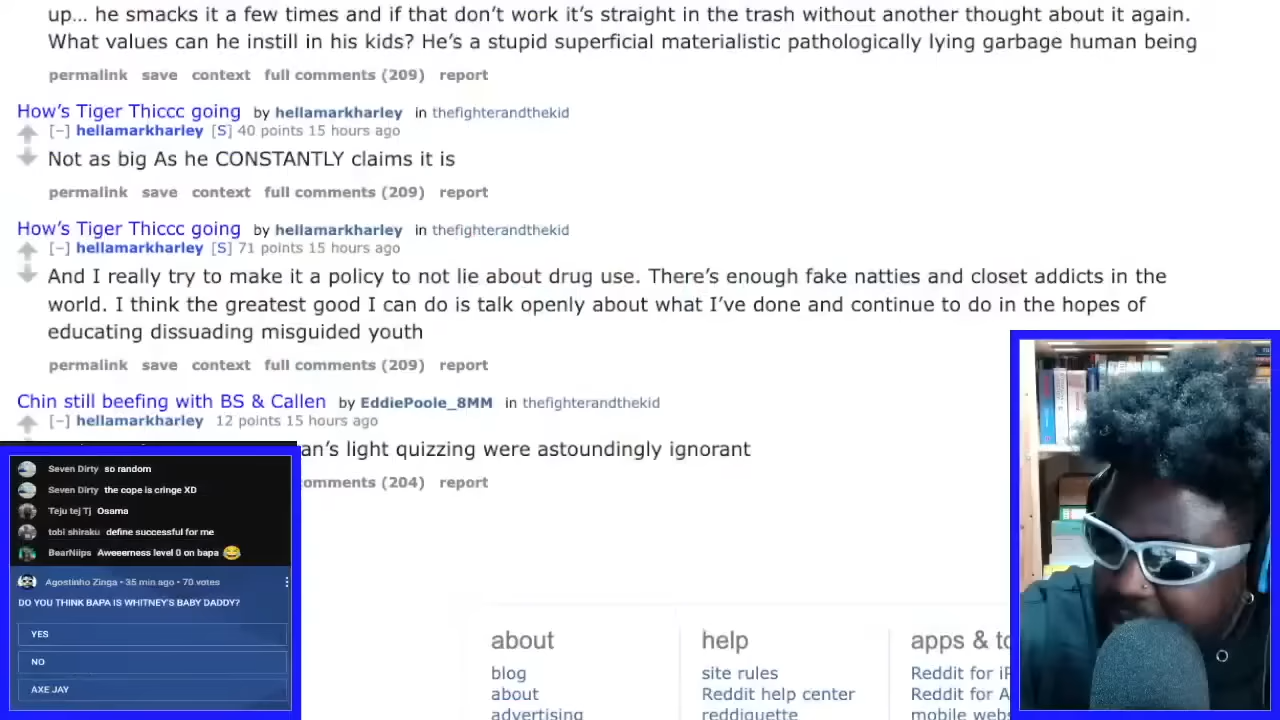 up… he smacks it a few times and if that don’t work it’s straight in the trash without another thought about it again.
What values can he instill in his kids? He’s a stupid superficial materialistic pathologically lying garbage human being
permalink save context full comments (209) report
How’s Tiger Thiccc going by hellamarkharley in thefighterandthekid
[–] hellamarkharley [S] 40 points 15 hours ago
Not as big As he CONSTANTLY claims it is
permalink save context full comments (209) report
How’s Tiger Thiccc going by hellamarkharley in thefighterandthekid
[–] hellamarkharley [S] 71 points 15 hours ago
And I really try to make it a policy to not lie about drug use. There’s enough fake natties and closet addicts in the
world. I think the greatest good I can do is talk openly about what I’ve done and continue to do in the hopes of
educating dissuading misguided youth
permalink save context full comments (209) report
Chin still beefing with BS & Callen by EddiePoole_8MM in thefighterandthekid
[–] hellamarkharley 12 points 15 hours ago
an’s light quizzing were astoundingly ignorant
omments (204) report
Seven Dirty so random
Seven Dirty the cope is cringe XD
Teju tej Tj Osama
tobi shiraku define successful for me
BearNiips Aweeerness level 0 on bapa 😂
Agostinho Zinga • 35 min ago • 70 votes
DO YOU THINK BAPA IS WHITNEY'S BABY DADDY?
YES
NO
AXE JAY
about
blog
about
advertising
help
site rules
Reddit help center
reddiquette
apps & to
Reddit for iP
Reddit for A
mobile webs